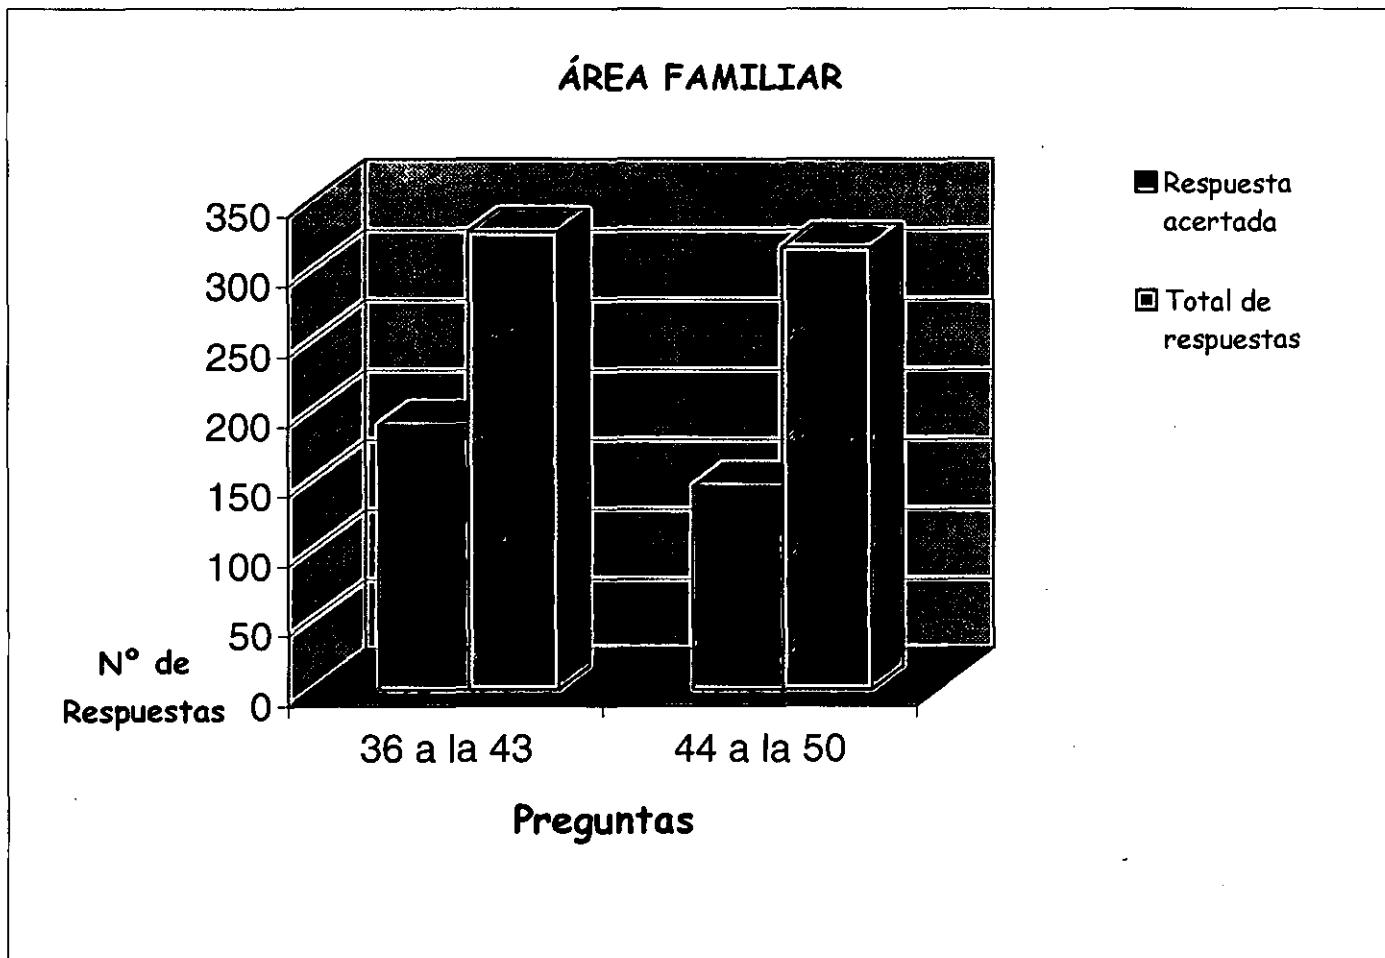 ÁREA FAMILIAR
350
300
250
200
150
100
50
0
Nº de
Respuestas
36 a la 43
44 a la 50
Preguntas
Respuesta
acertada
Total de
respuestas